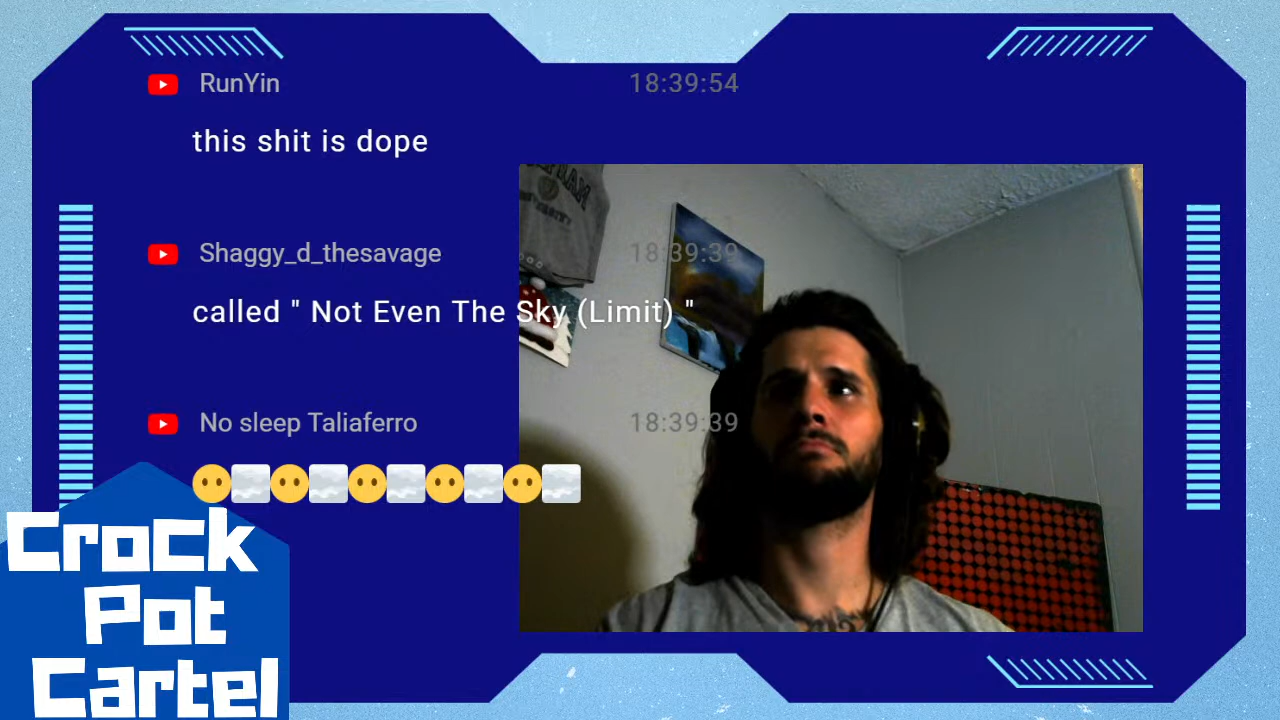 RunYin 18:39:54
this shit is dope
Shaggy_d_thesavage 18:39:39
called " Not Even The Sky (Limit) "
No sleep Taliaferro 18:39:39
😶🌫️😶🌫️😶🌫️😶🌫️😶🌫️
Crock
Pot
Cartel